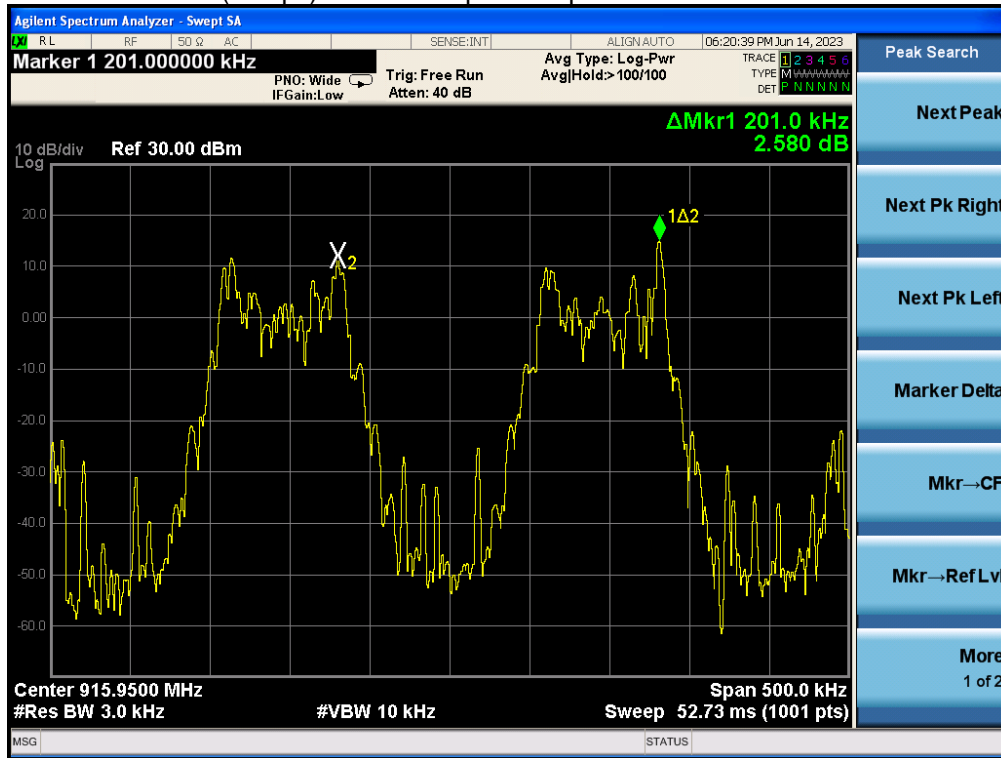 Agilent Spectrum Analyzer - Swept SA
LXI RL RF 50 Ω AC SENSE:INT ALIGN AUTO 06:20:39 PM Jun 14, 2023
Marker 1 201.000000 kHz
PNO: Wide
IFGain:Low
Trig: Free Run
Atten: 40 dB
Avg Type: Log-Pwr
Avg|Hold:>100/100
TRACE 1 2 3 4 5 6
TYPE M
DET P N N N N N
ΔMkr1 201.0 kHz
2.580 dB
10 dB/div Ref 30.00 dBm
Log
20.0
10.0
0.00
-10.0
-20.0
-30.0
-40.0
-50.0
-60.0
X2
1Δ2
Center 915.9500 MHz Span 500.0 kHz
#Res BW 3.0 kHz #VBW 10 kHz Sweep 52.73 ms (1001 pts)
MSG STATUS
Peak Search
Next Peak
Next Pk Right
Next Pk Left
Marker Delta
Mkr→CF
Mkr→Ref Lvl
More
1 of 2